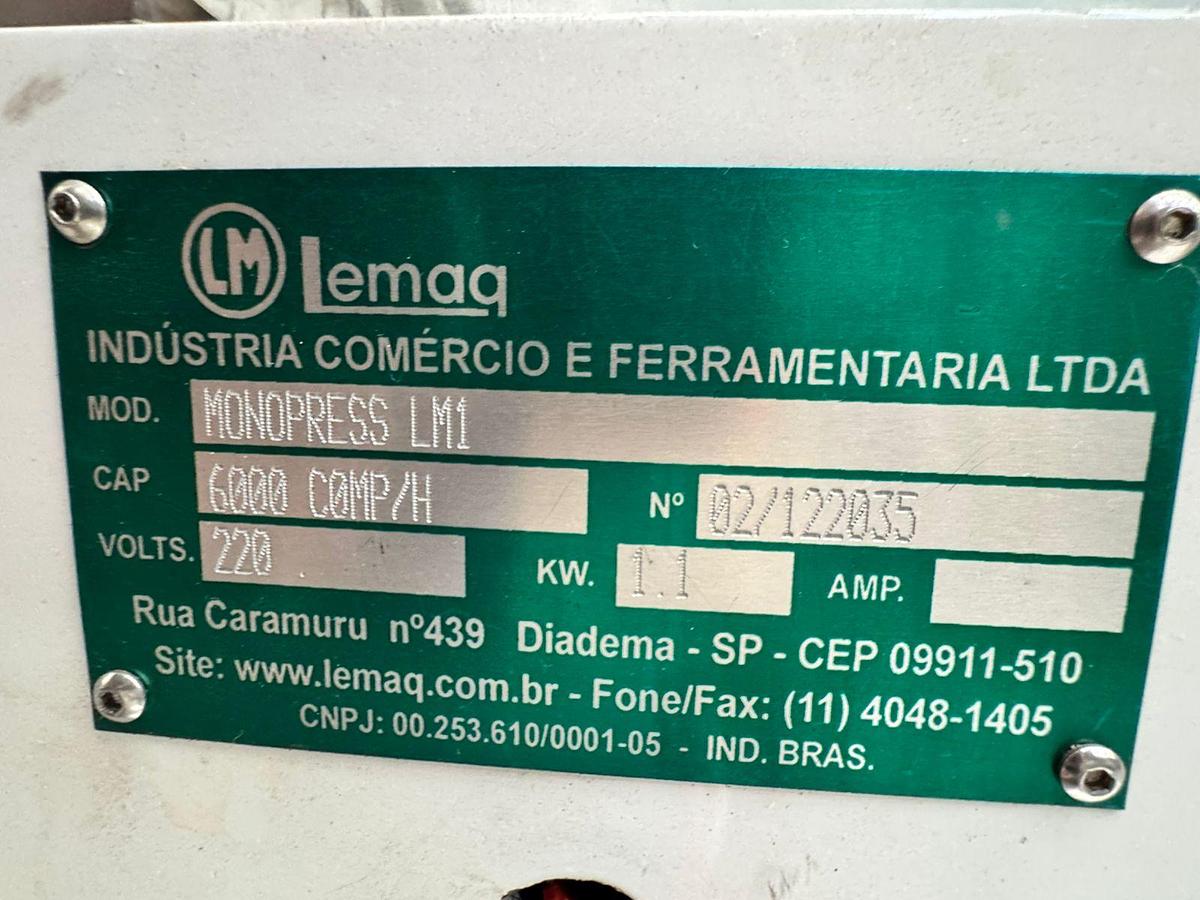 LM Lemaq
INDÚSTRIA COMÉRCIO E FERRAMENTARIA LTDA
MOD. MONOPRESS LM1
CAP 6000 COMP/H Nº 02/122035
VOLTS. 220 KW. 1.1 AMP.
Rua Caramuru nº439 Diadema - SP - CEP 09911-510
Site: www.lemaq.com.br - Fone/Fax: (11) 4048-1405
CNPJ: 00.253.610/0001-05 - IND. BRAS.